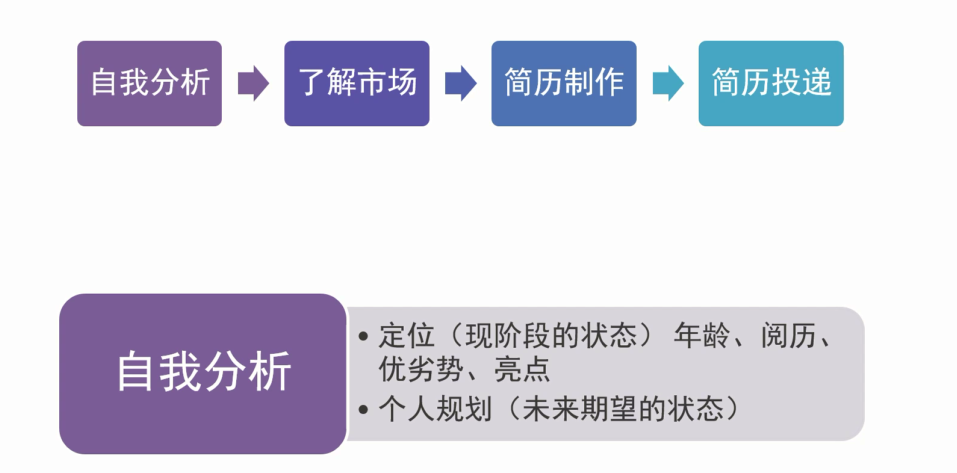 自我分析
了解市场
简历制作
简历投递
自我分析
• 定位（现阶段的状态） 年龄、阅历、
优劣势、亮点
• 个人规划（未来期望的状态）